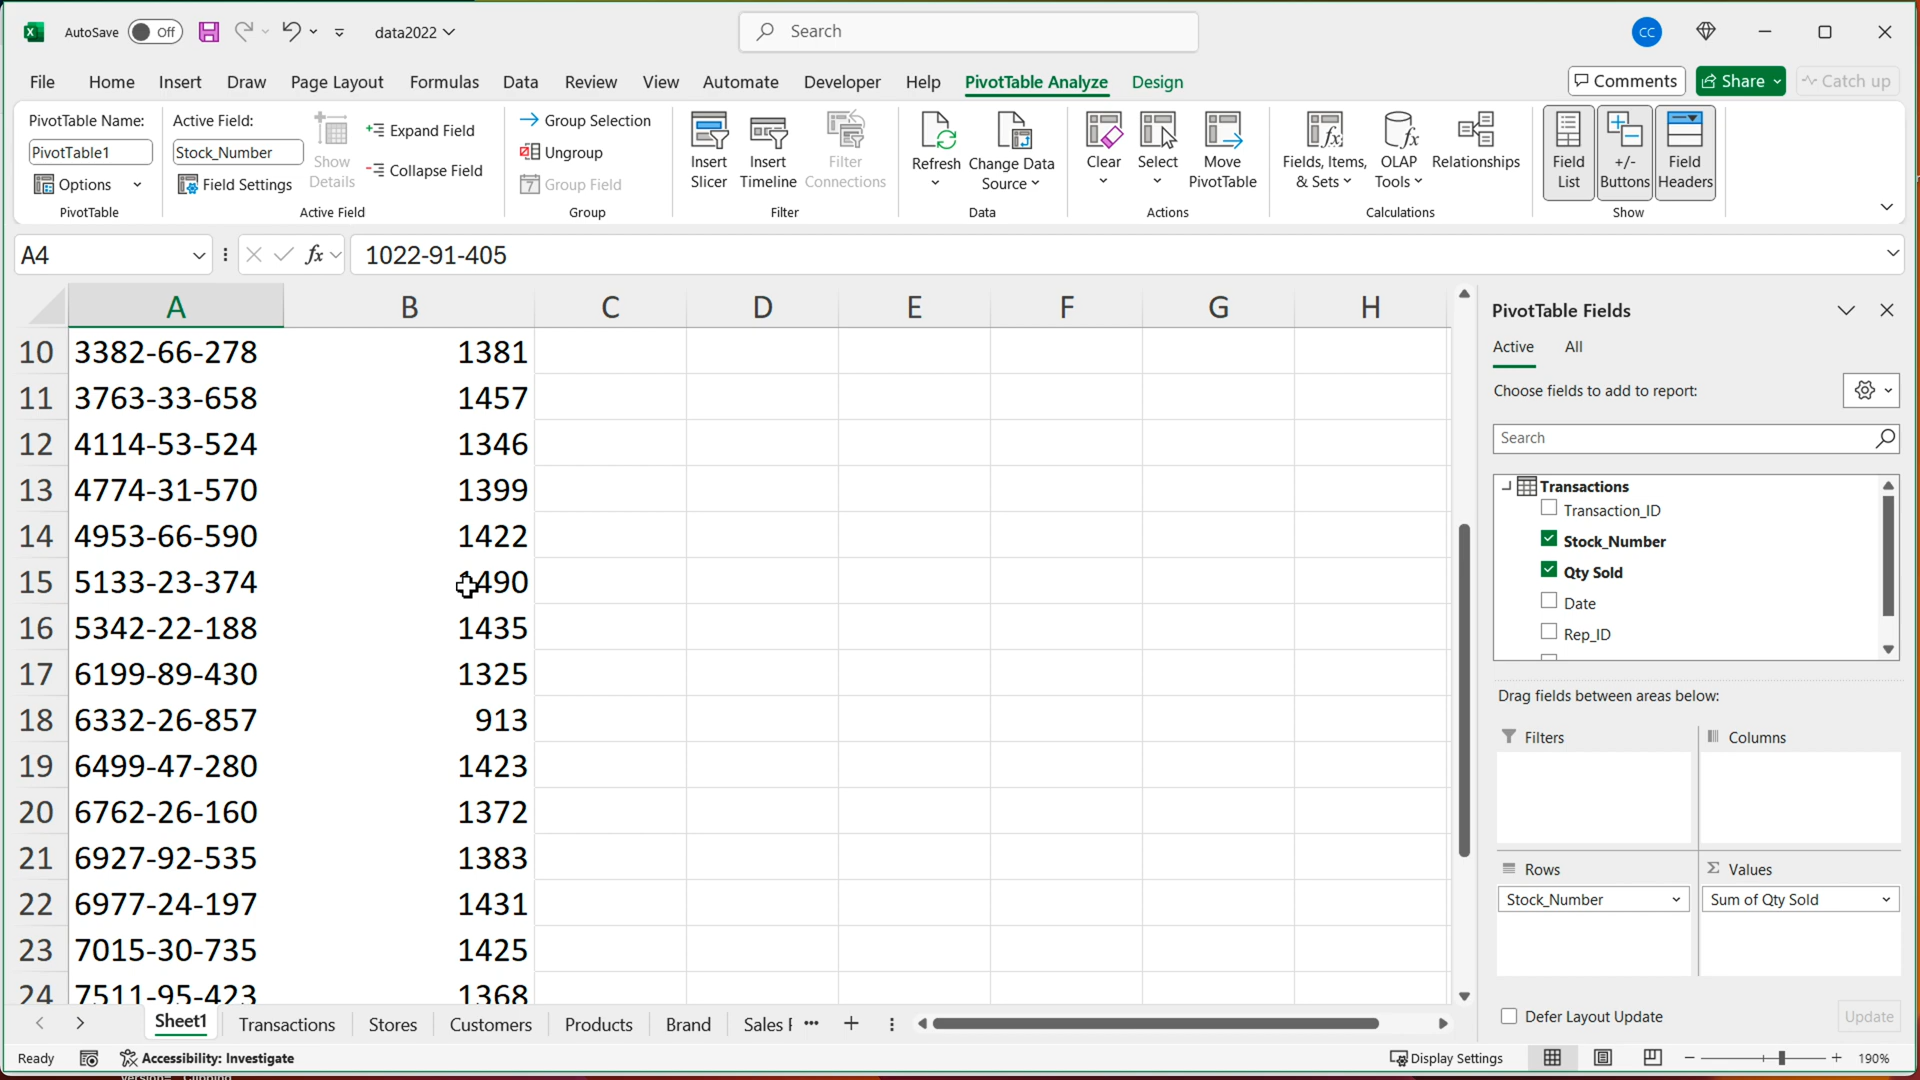 AutoSave Off data2022 Search CC
File Home Insert Draw Page Layout Formulas Data Review View Automate Developer Help PivotTable Analyze Design Comments Share Catch up
PivotTable Name:
PivotTable1
Options
PivotTable
Active Field:
Stock_Number
Field Settings
Show Details
Expand Field
Collapse Field
Active Field
Group Selection
Ungroup
7 Group Field
Group
Insert Slicer
Insert Timeline
Filter Connections
Filter
Refresh
Change Data Source
Data
Clear
Select
Move PivotTable
Actions
Fields, Items, & Sets
OLAP Tools
Relationships
Calculations
Field List
+/- Buttons
Field Headers
Show
A4 fx 1022-91-405
A B C D E F G H
10 3382-66-278 1381
11 3763-33-658 1457
12 4114-53-524 1346
13 4774-31-570 1399
14 4953-66-590 1422
15 5133-23-374 1490
16 5342-22-188 1435
17 6199-89-430 1325
18 6332-26-857 913
19 6499-47-280 1423
20 6762-26-160 1372
21 6927-92-535 1383
22 6977-24-197 1431
23 7015-30-735 1425
24 7511-95-423 1368
PivotTable Fields
Active All
Choose fields to add to report:
Search
Transactions
Transaction_ID
Stock_Number
Qty Sold
Date
Rep_ID
Drag fields between areas below:
Filters
Columns
Rows
Stock_Number
Σ Values
Sum of Qty Sold
Defer Layout Update Update
Sheet1 Transactions Stores Customers Products Brand Sales
Ready Accessibility: Investigate Display Settings 190%